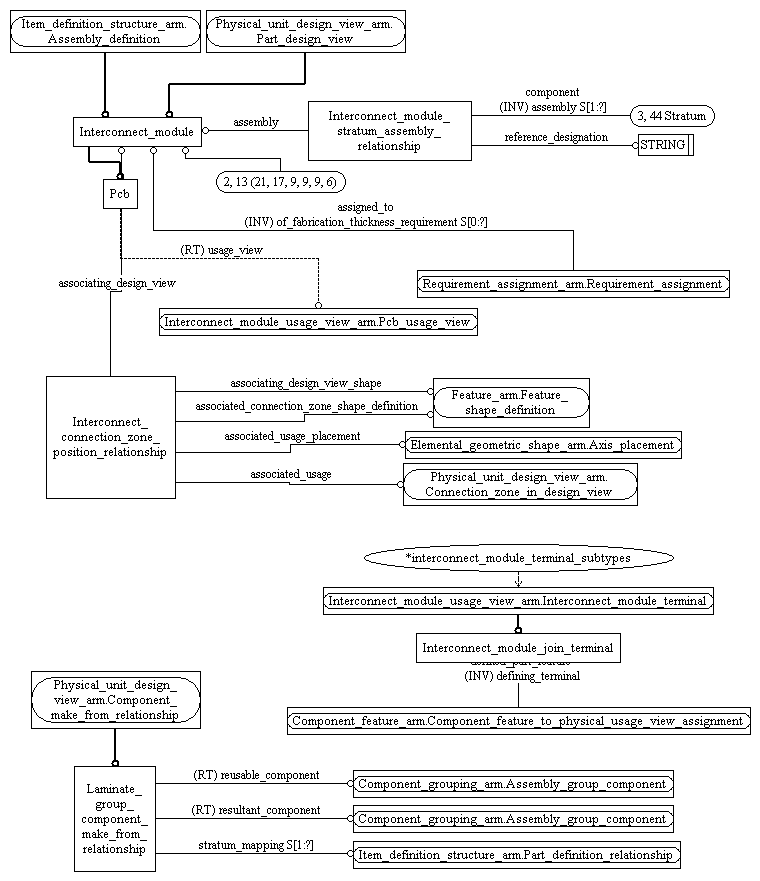 Item_definition_structure_arm.
Assembly_definition
Physical_unit_design_view_arm.
Part_design_view
Interconnect_module
assembly
Interconnect_module_
stratum_assembly_
relationship
component
(INV) assembly S[1:?]
3, 44 Stratum
reference_designation
STRING
2, 13 (21, 17, 9, 9, 9, 6)
Pcb
assigned_to
(INV) of_fabrication_thickness_requirement S[0:?]
(RT) usage_view
Requirement_assignment_arm.Requirement_assignment
associating_design_view
Interconnect_module_usage_view_arm.Pcb_usage_view
Interconnect_
connection_zone_
position_relationship
associating_design_view_shape
associated_connection_zone_shape_definition
Feature_arm.Feature_
shape_definition
associated_usage_placement
Elemental_geometric_shape_arm.Axis_placement
associated_usage
Physical_unit_design_view_arm.
Connection_zone_in_design_view
*interconnect_module_terminal_subtypes
Interconnect_module_usage_view_arm.Interconnect_module_terminal
Interconnect_module_join_terminal
(INV) defining_terminal
Component_feature_arm.Component_feature_to_physical_usage_view_assignment
Physical_unit_design_
view_arm.Component_
make_from_relationship
Laminate_
group_
component_
make_from_
relationship
(RT) reusable_component
Component_grouping_arm.Assembly_group_component
(RT) resultant_component
Component_grouping_arm.Assembly_group_component
stratum_mapping S[1:?]
Item_definition_structure_arm.Part_definition_relationship